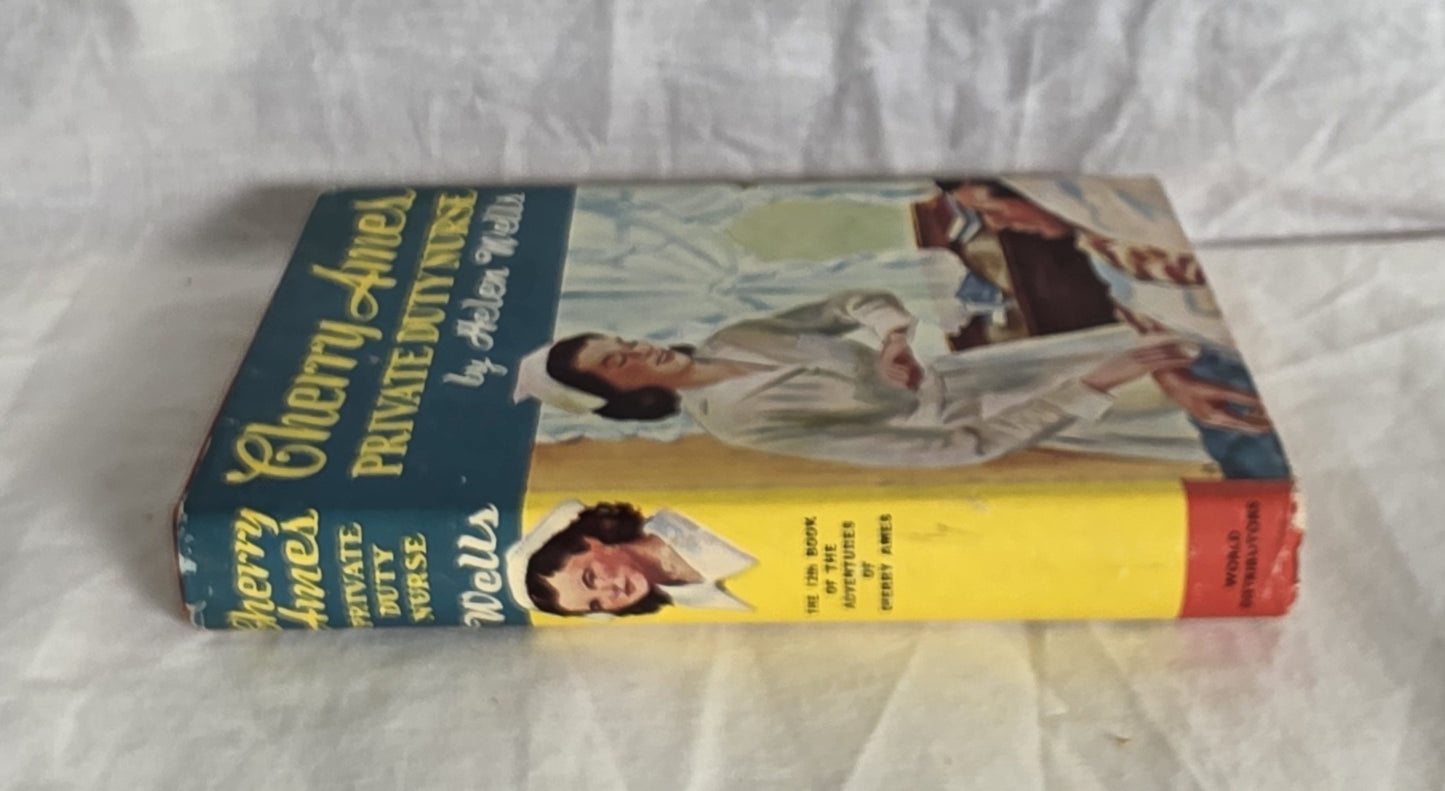 Cherry Ames
PRIVATE DUTY NURSE
by Helen Wells
Cherry
Ames
PRIVATE
DUTY
NURSE
Wells
THE 12th BOOK
OF THE
ADVENTURES
OF
CHERRY AMES
WORLD
DISTRIBUTORS